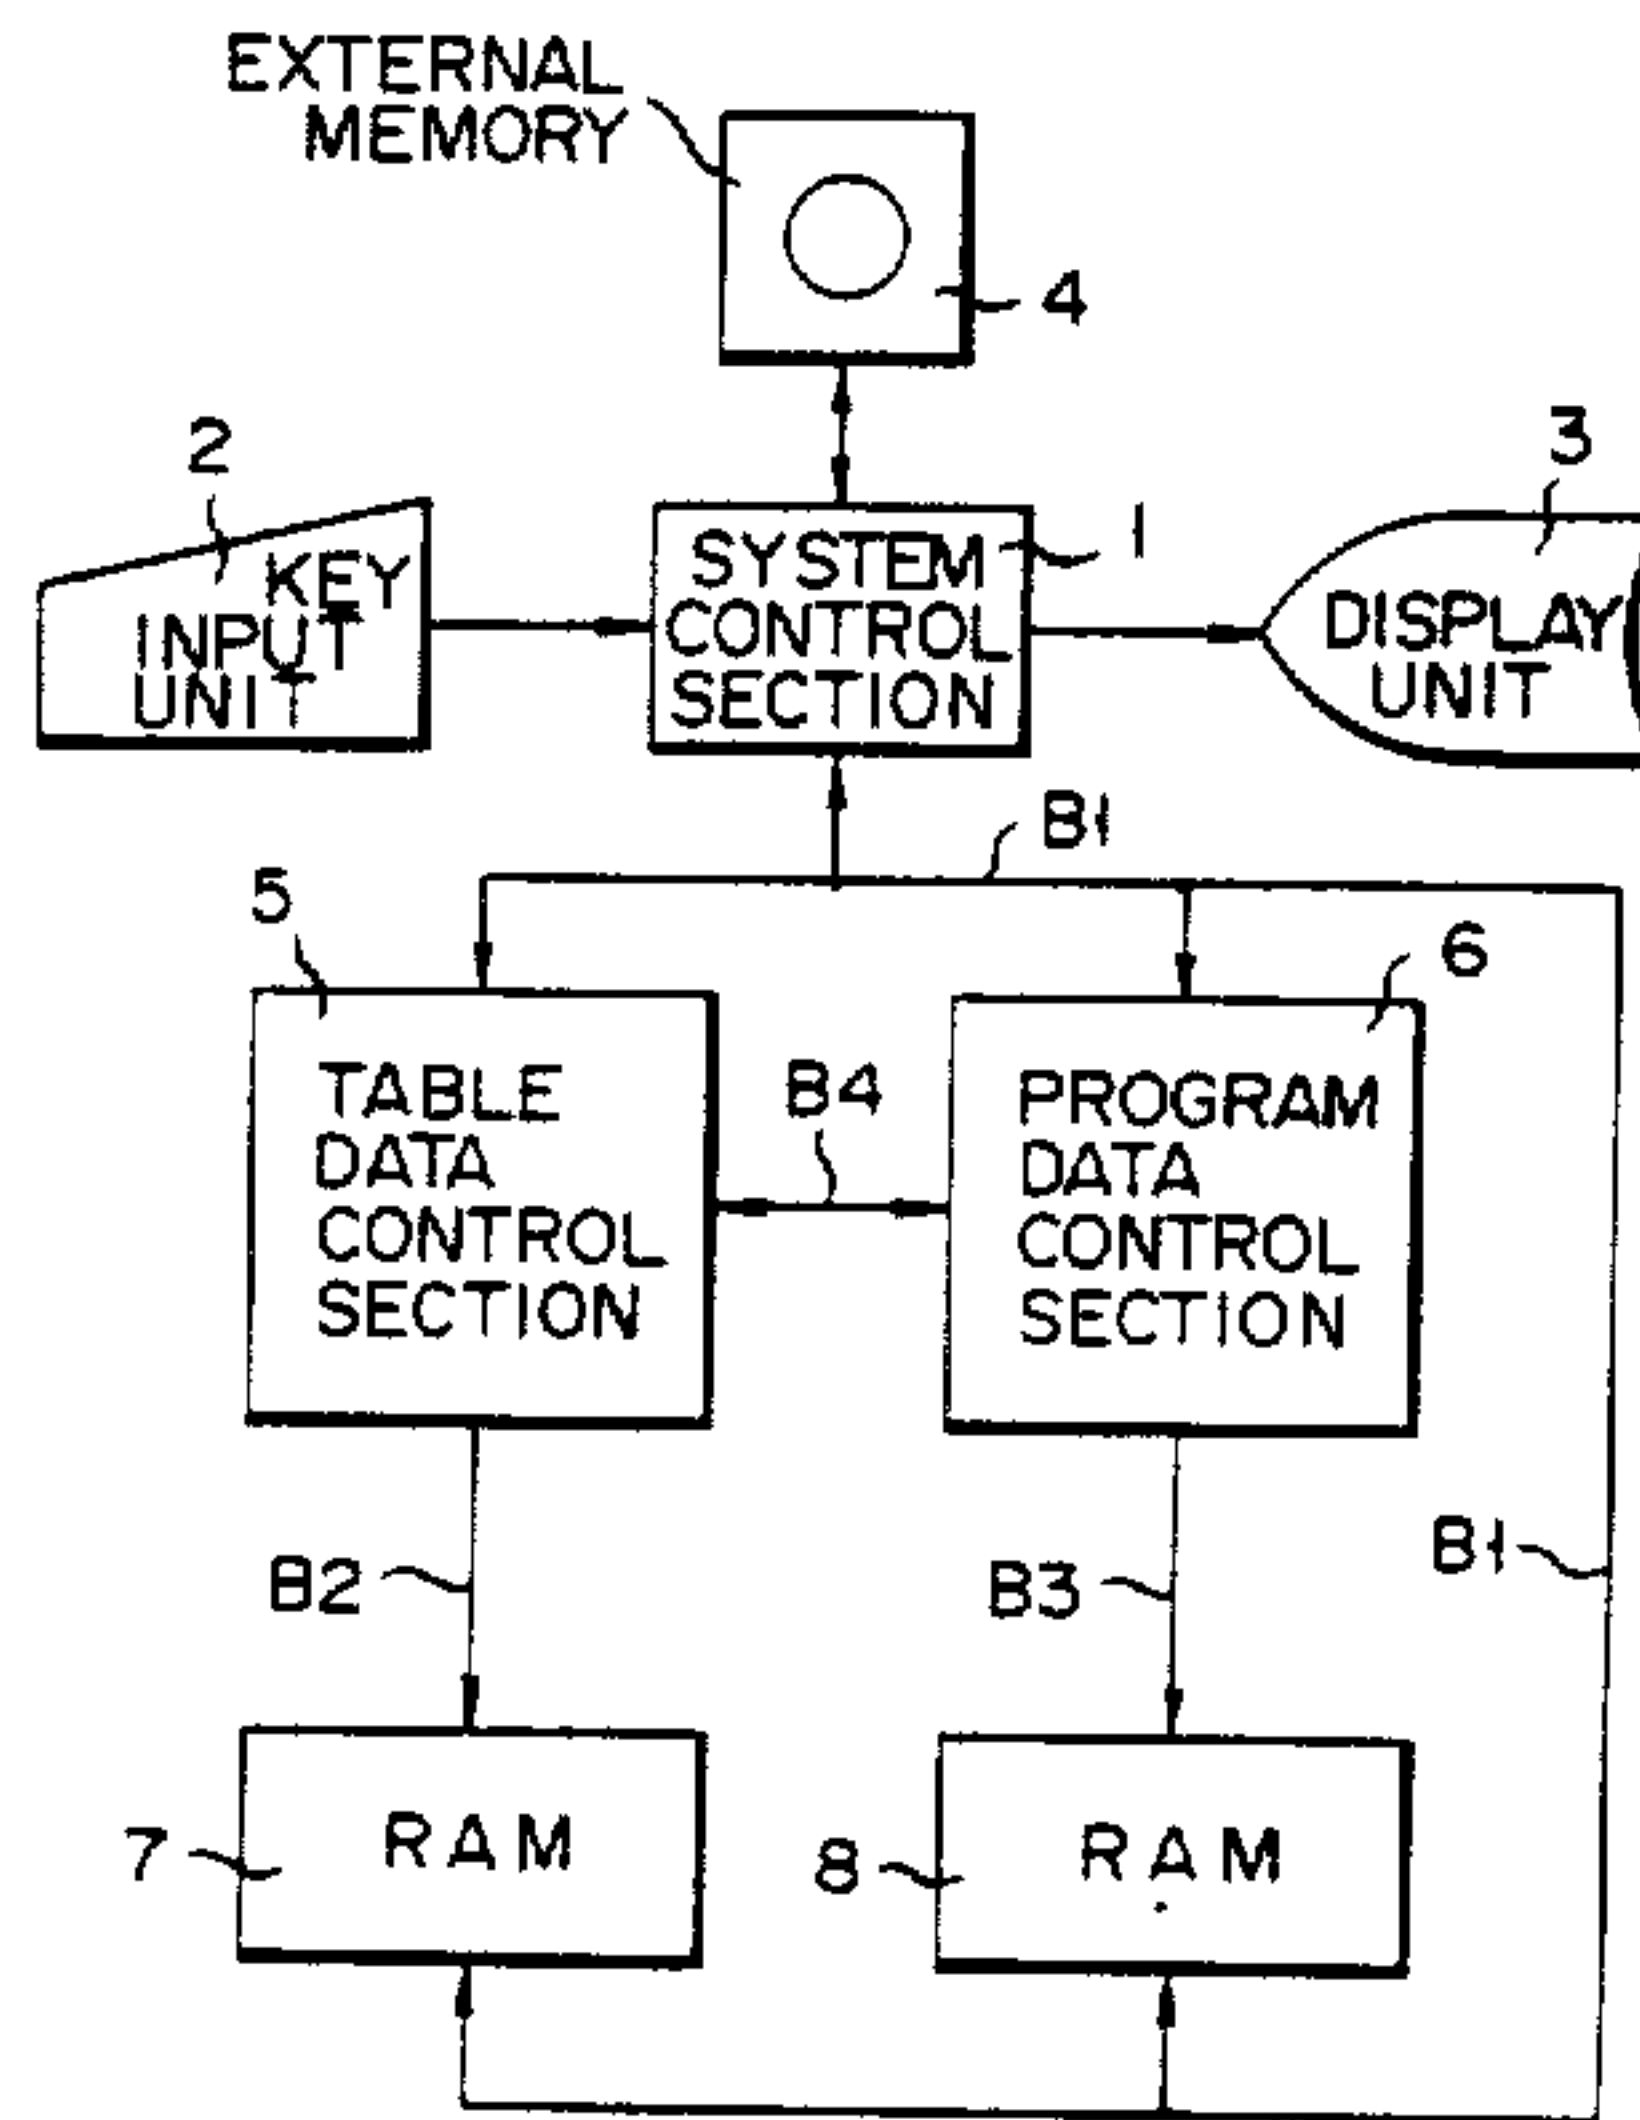 EXTERNAL
MEMORY
4
2
3
KEY
INPUT
UNIT
SYSTEM
CONTROL
SECTION
1
DISPLAY
UNIT
B1
5
6
TABLE
DATA
CONTROL
SECTION
B4
PROGRAM
DATA
CONTROL
SECTION
B2
B3
B1
7
RAM
8
RAM